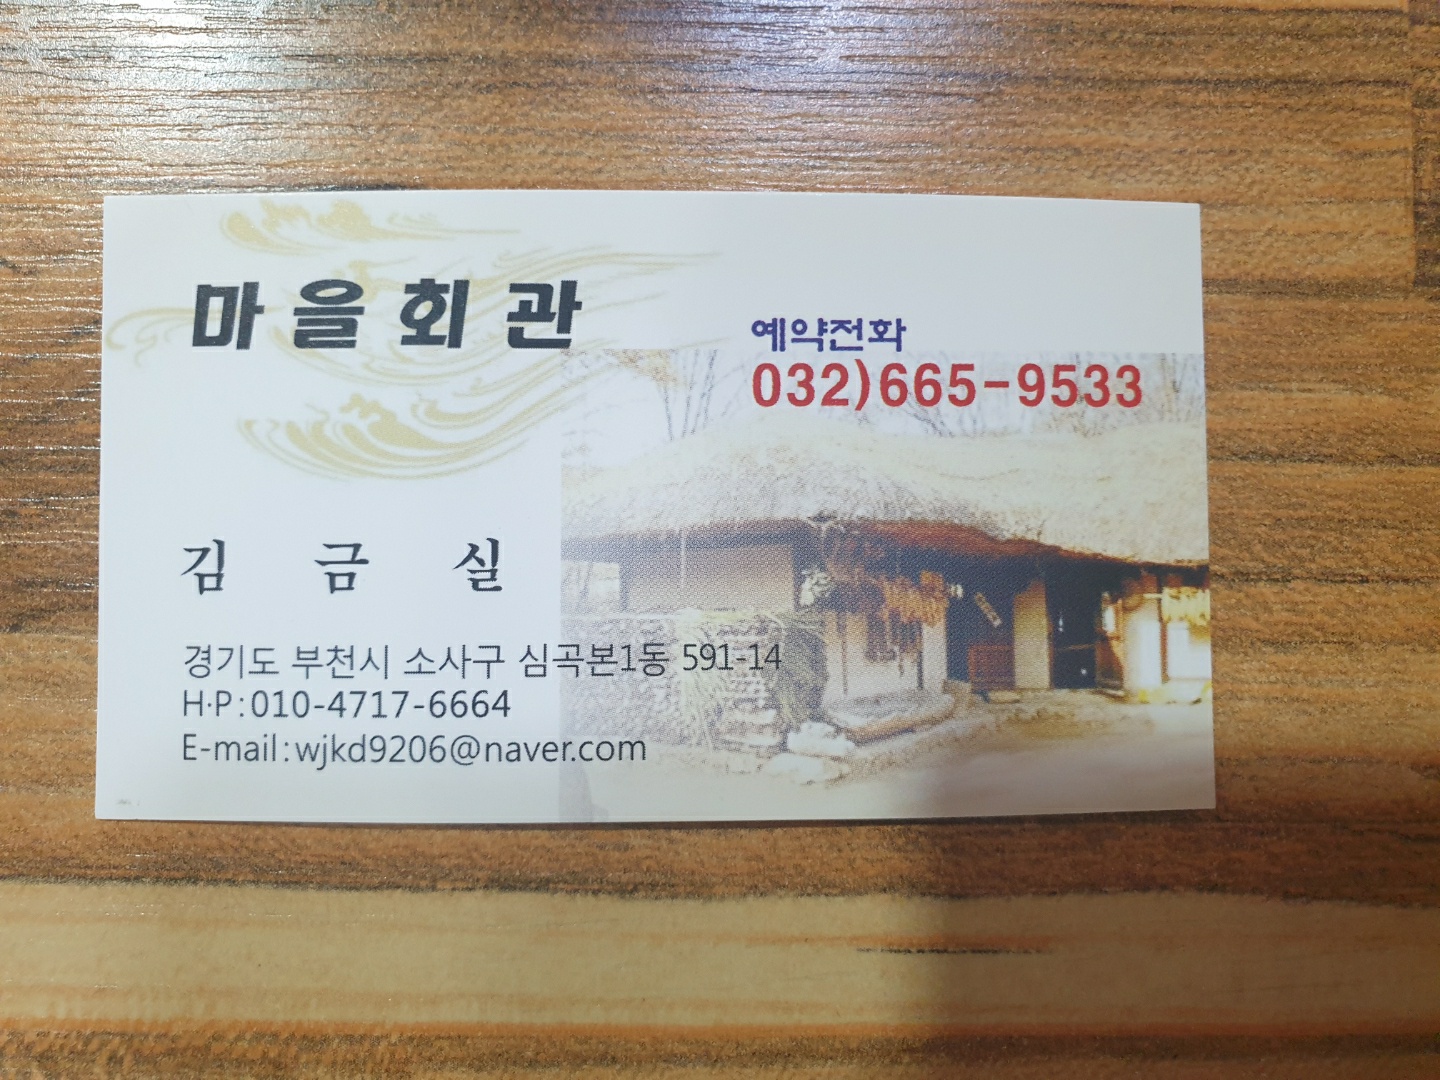 마을회관
예약전화
032)665-9533
김 금 실
경기도 부천시 소사구 심곡본1동 591-14
H·P:010-4717-6664
E-mail:wjkd9206@naver.com